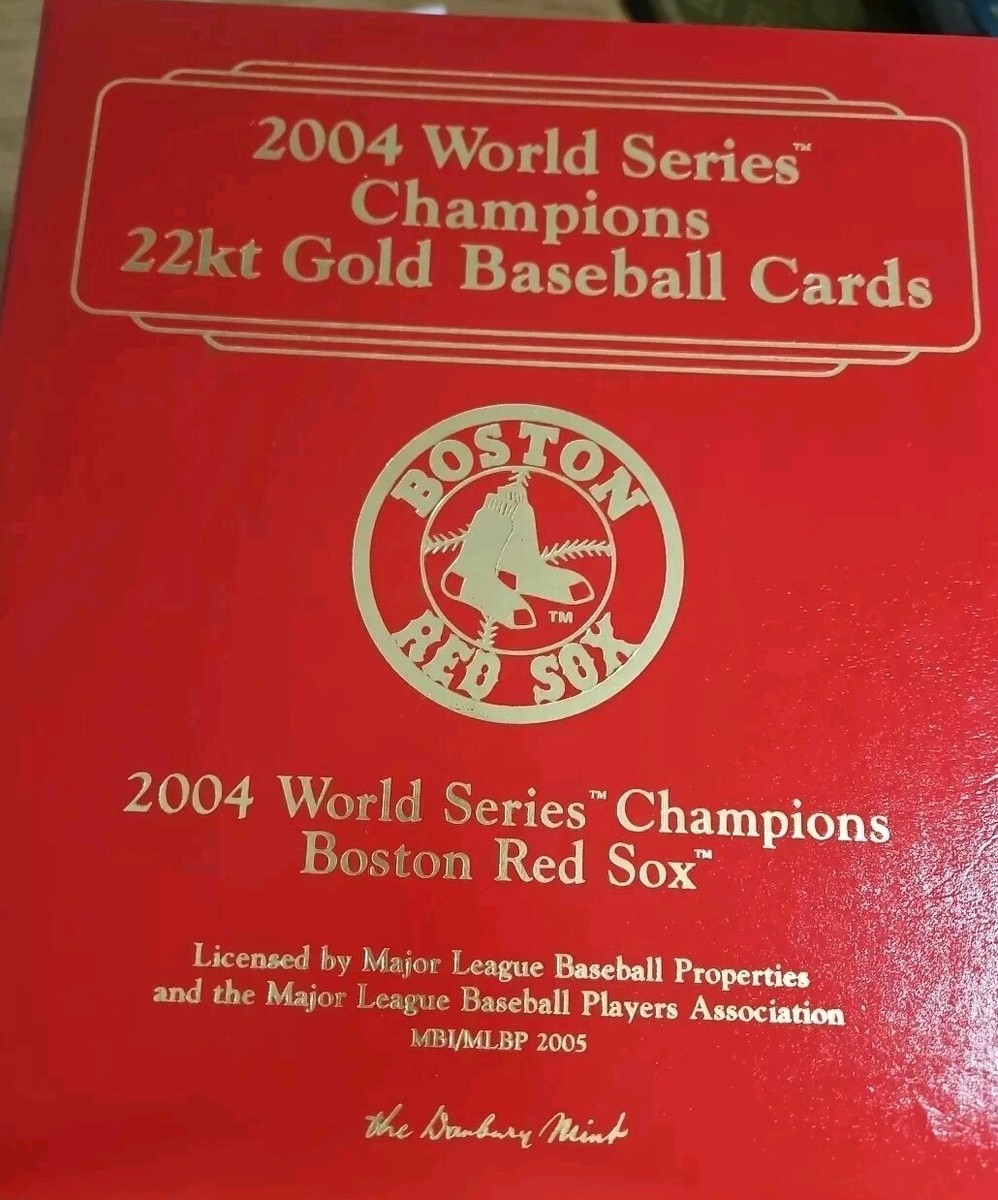 2004 World Series™
Champions
22kt Gold Baseball Cards
BOSTON
TM
RED SOX
2004 World Series™ Champions
Boston Red Sox™
Licensed by Major League Baseball Properties
and the Major League Baseball Players Association
MBI/MLBP 2005
the Danbury Mint